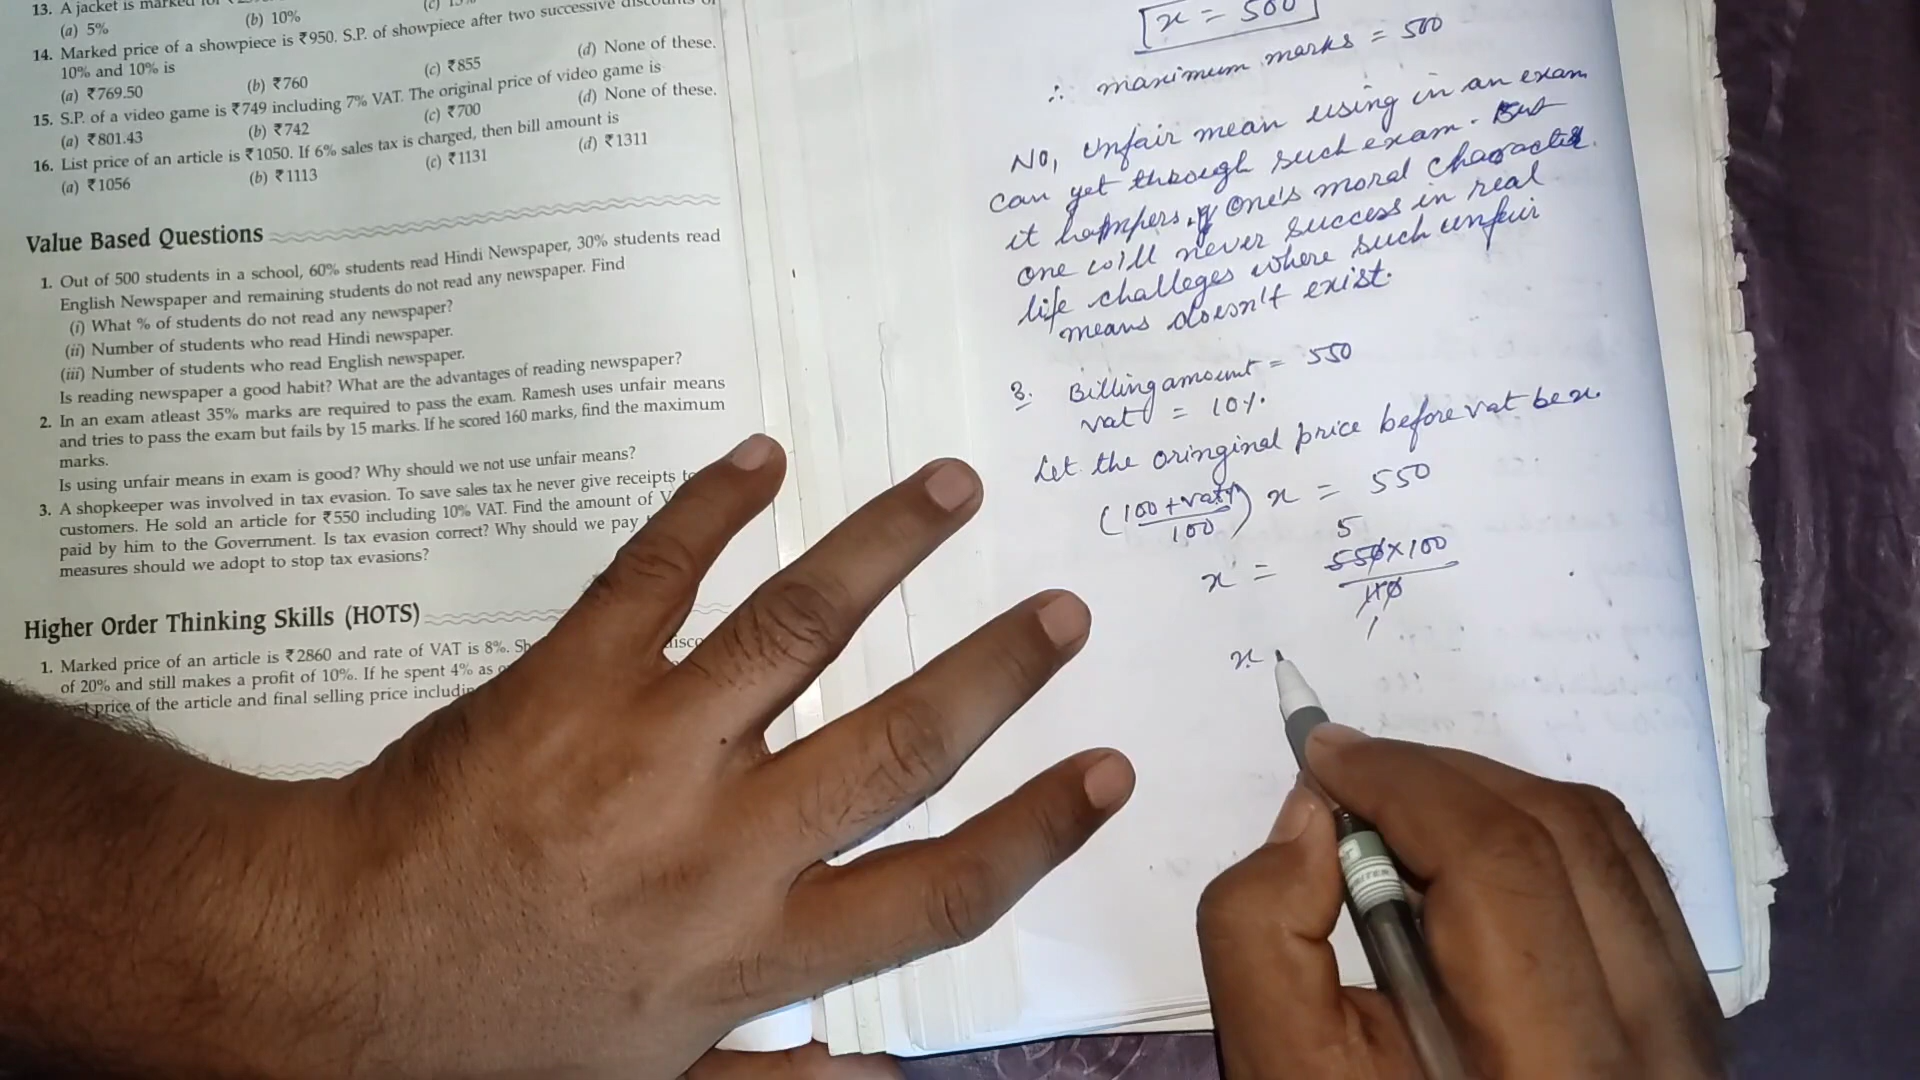 13. A jacket is marked for
(a) 5%
(b) 10%
14. Marked price of a showpiece is ₹950. S.P. of showpiece after two successive discounts of
10% and 10% is
(a) ₹769.50
(b) ₹760
(c) ₹855
(d) None of these.
15. S.P. of a video game is ₹749 including 7% VAT. The original price of video game is
(a) ₹801.43
(b) ₹742
(c) ₹700
(d) None of these.
16. List price of an article is ₹1050. If 6% sales tax is charged, then bill amount is
(a) ₹1056
(b) ₹1113
(c) ₹1131
(d) ₹1311
Value Based Questions
1. Out of 500 students in a school, 60% students read Hindi Newspaper, 30% students read
English Newspaper and remaining students do not read any newspaper. Find
(i) What % of students do not read any newspaper?
(ii) Number of students who read Hindi newspaper.
(iii) Number of students who read English newspaper.
Is reading newspaper a good habit? What are the advantages of reading newspaper?
2. In an exam atleast 35% marks are required to pass the exam. Ramesh uses unfair means
and tries to pass the exam but fails by 15 marks. If he scored 160 marks, find the maximum
marks.
Is using unfair means in exam is good? Why should we not use unfair means?
3. A shopkeeper was involved in tax evasion. To save sales tax he never give receipts to
customers. He sold an article for ₹550 including 10% VAT. Find the amount of V
paid by him to the Government. Is tax evasion correct? Why should we pay
measures should we adopt to stop tax evasions?
Higher Order Thinking Skills (HOTS)
1. Marked price of an article is ₹2860 and rate of VAT is 8%. Sh disco
of 20% and still makes a profit of 10%. If he spent 4% as o
price of the article and final selling price includin
x = 500
∴ maximum marks = 500
No, unfair mean using in an exam
can yet through such exam. But
it hampers, if one's moral character.
one will never success in real
life challeges where such unfair
means doesn't exist.
3. Billing amount = 550
vat = 10%.
Let the oringinal price before vat be x.
(100 + vat% / 100) x = 550
5
x = 550 × 100 / 110
1
x